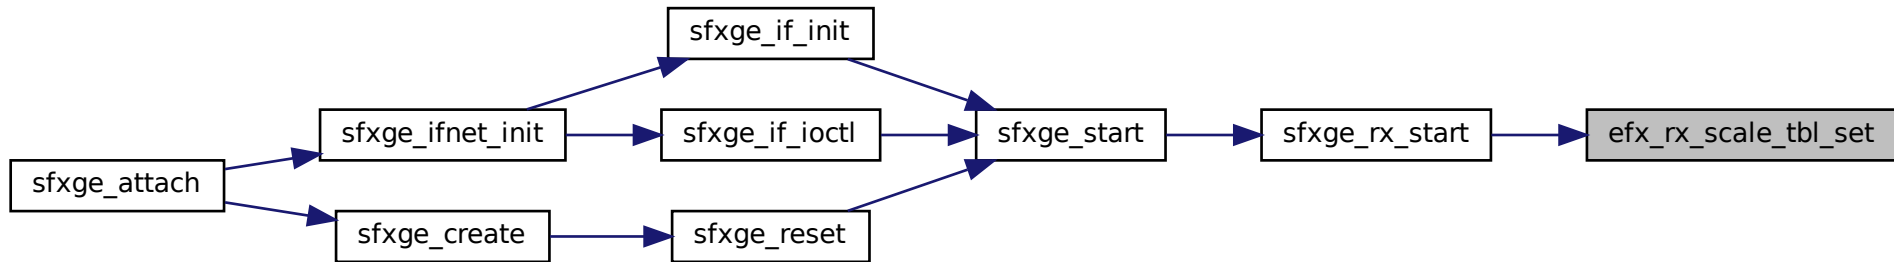 sfxge_if_init
sfxge_ifnet_init
sfxge_if_ioctl
sfxge_start
sfxge_rx_start
efx_rx_scale_tbl_set
sfxge_attach
sfxge_create
sfxge_reset